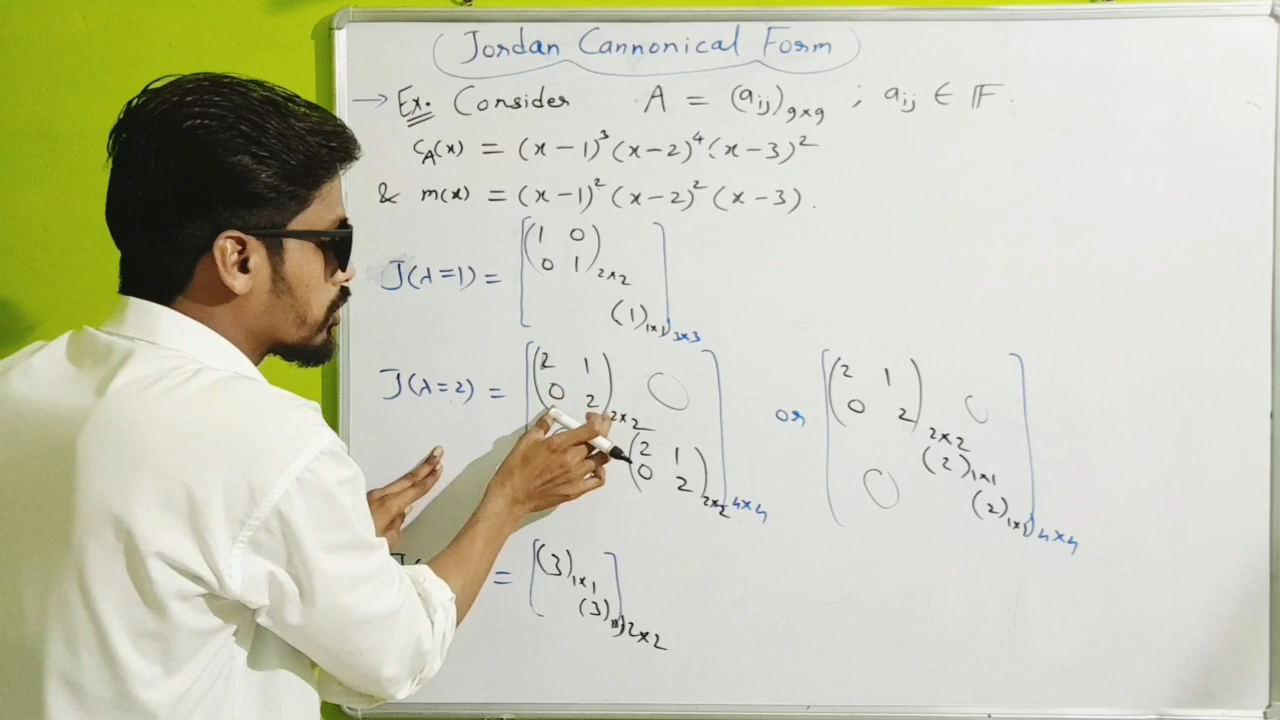 Jordan Cannonical Form
→ Ex. Consider A = (aij)9x9 ; aij ∈ F.
CA(x) = (x-1)³ (x-2)⁴ (x-3)²
& m(x) = (x-1)² (x-2)² (x-3).
J(λ=1) = [(1 0
0 1)2x2
(1)1x1]3x3
J(λ=2) = [(2 1
0 2)2x2 0
(2 1
0 2)2x2]4x4
or [(2 1
0 2)2x2 0
(2)1x1
0 (2)1x1]4x4
= [(3)1x1
(3)1x1]2x2